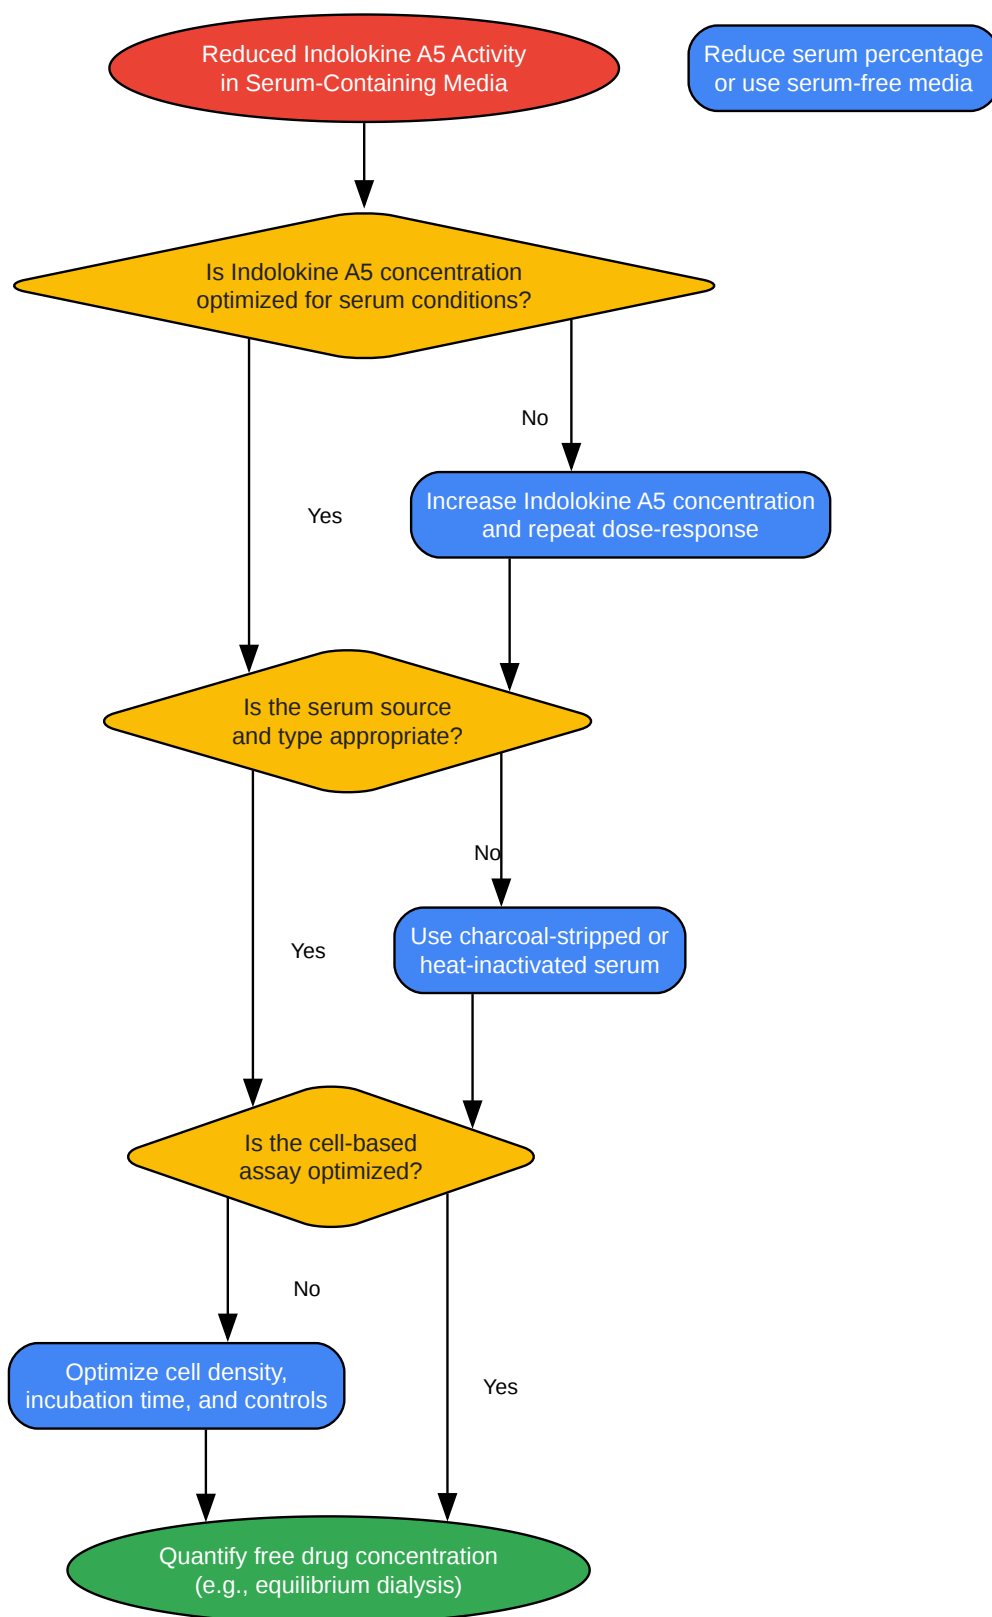 Reduced Indolokine A5 Activity
in Serum-Containing Media
Reduce serum percentage
or use serum-free media
Is Indolokine A5 concentration
optimized for serum conditions?
No
Increase Indolokine A5 concentration
and repeat dose-response
Yes
Is the serum source
and type appropriate?
No
Use charcoal-stripped or
heat-inactivated serum
Yes
Is the cell-based
assay optimized?
No
Optimize cell density,
incubation time, and controls
Yes
Quantify free drug concentration
(e.g., equilibrium dialysis)